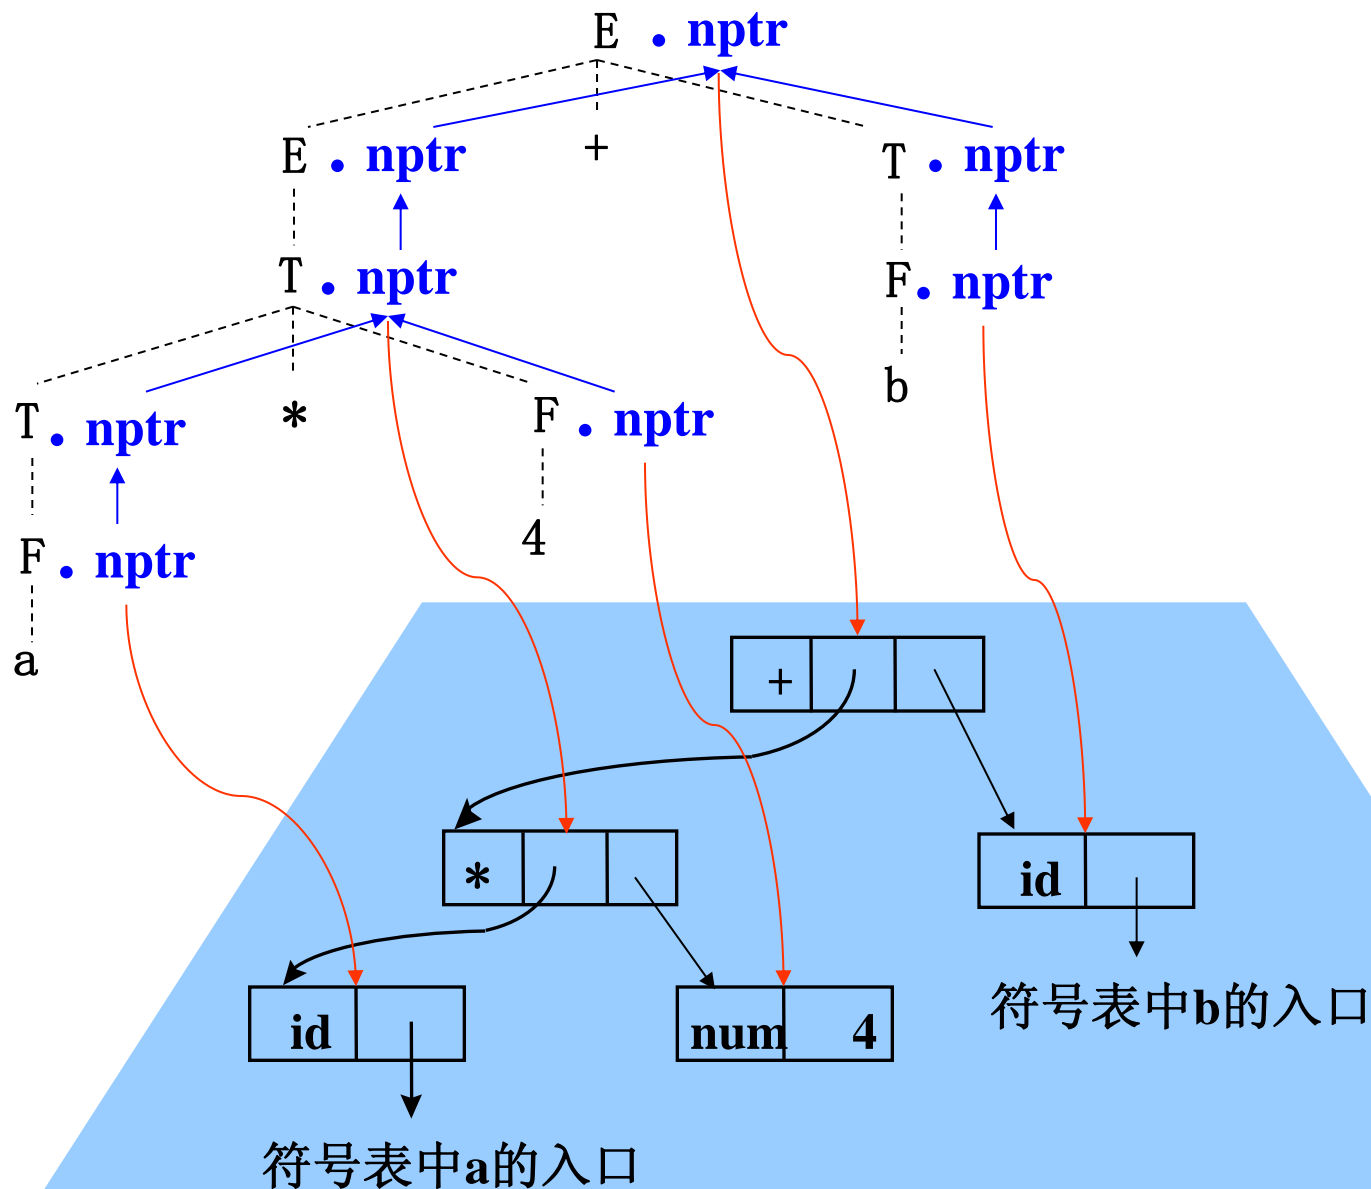 E . nptr
E . nptr + T . nptr
T . nptr F . nptr
T . nptr * F . nptr b
F . nptr 4
a
+
* id
id num 4 符号表中b的入口
符号表中a的入口